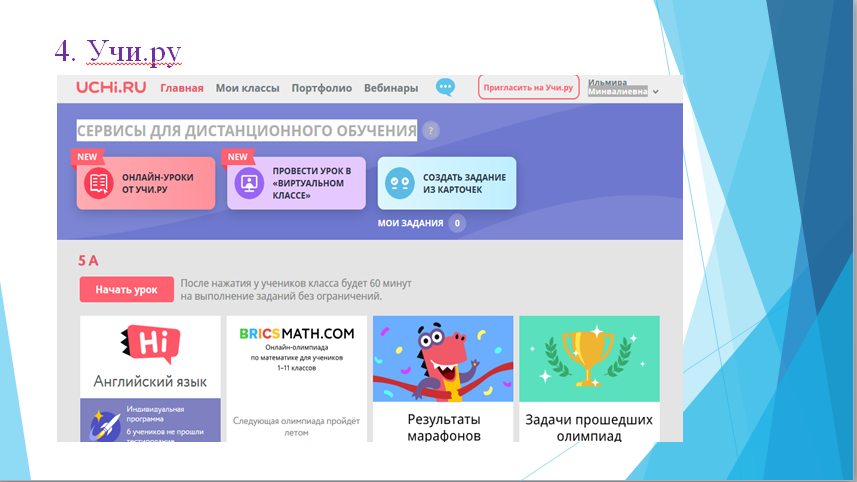 4. Учи.ру
UCHi.RU Главная Мои классы Портфолио Вебинары Пригласить на Учи.ру Ильмира
Минвалиевна
СЕРВИСЫ ДЛЯ ДИСТАНЦИОННОГО ОБУЧЕНИЯ ?
NEW
ОНЛАЙН-УРОКИ
ОТ УЧИ.РУ
NEW
ПРОВЕСТИ УРОК В
«ВИРТУАЛЬНОМ
КЛАССЕ»
СОЗДАТЬ ЗАДАНИЕ
ИЗ КАРТОЧЕК
МОИ ЗАДАНИЯ 0
5 А
Начать урок
После нажатия у учеников класса будет 60 минут
на выполнение заданий без ограничений.
Hi
Английский язык
Индивидуальная
программа
6 учеников не прошли
тестирование
BRICSMATH.COM
Онлайн-олимпиада
по математике для учеников
1–11 классов
Следующая олимпиада пройдёт
летом
Результаты
марафонов
Задачи прошедших
олимпиад